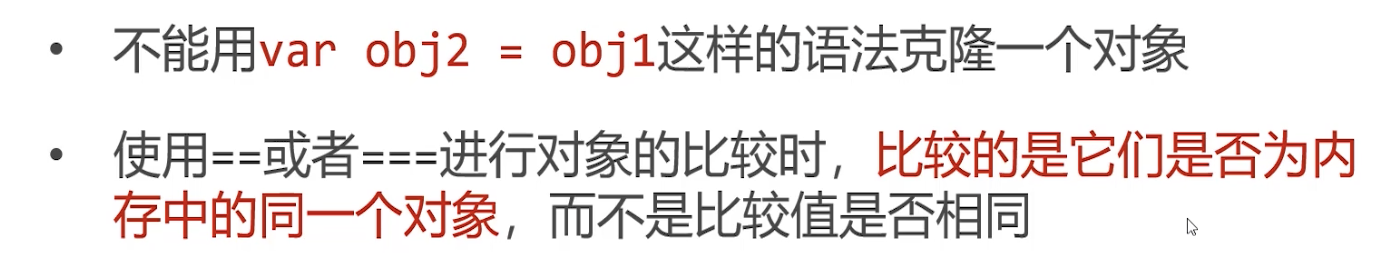 • 不能用var obj2 = obj1这样的语法克隆一个对象
• 使用==或者===进行对象的比较时，比较的是它们是否为内
存中的同一个对象，而不是比较值是否相同